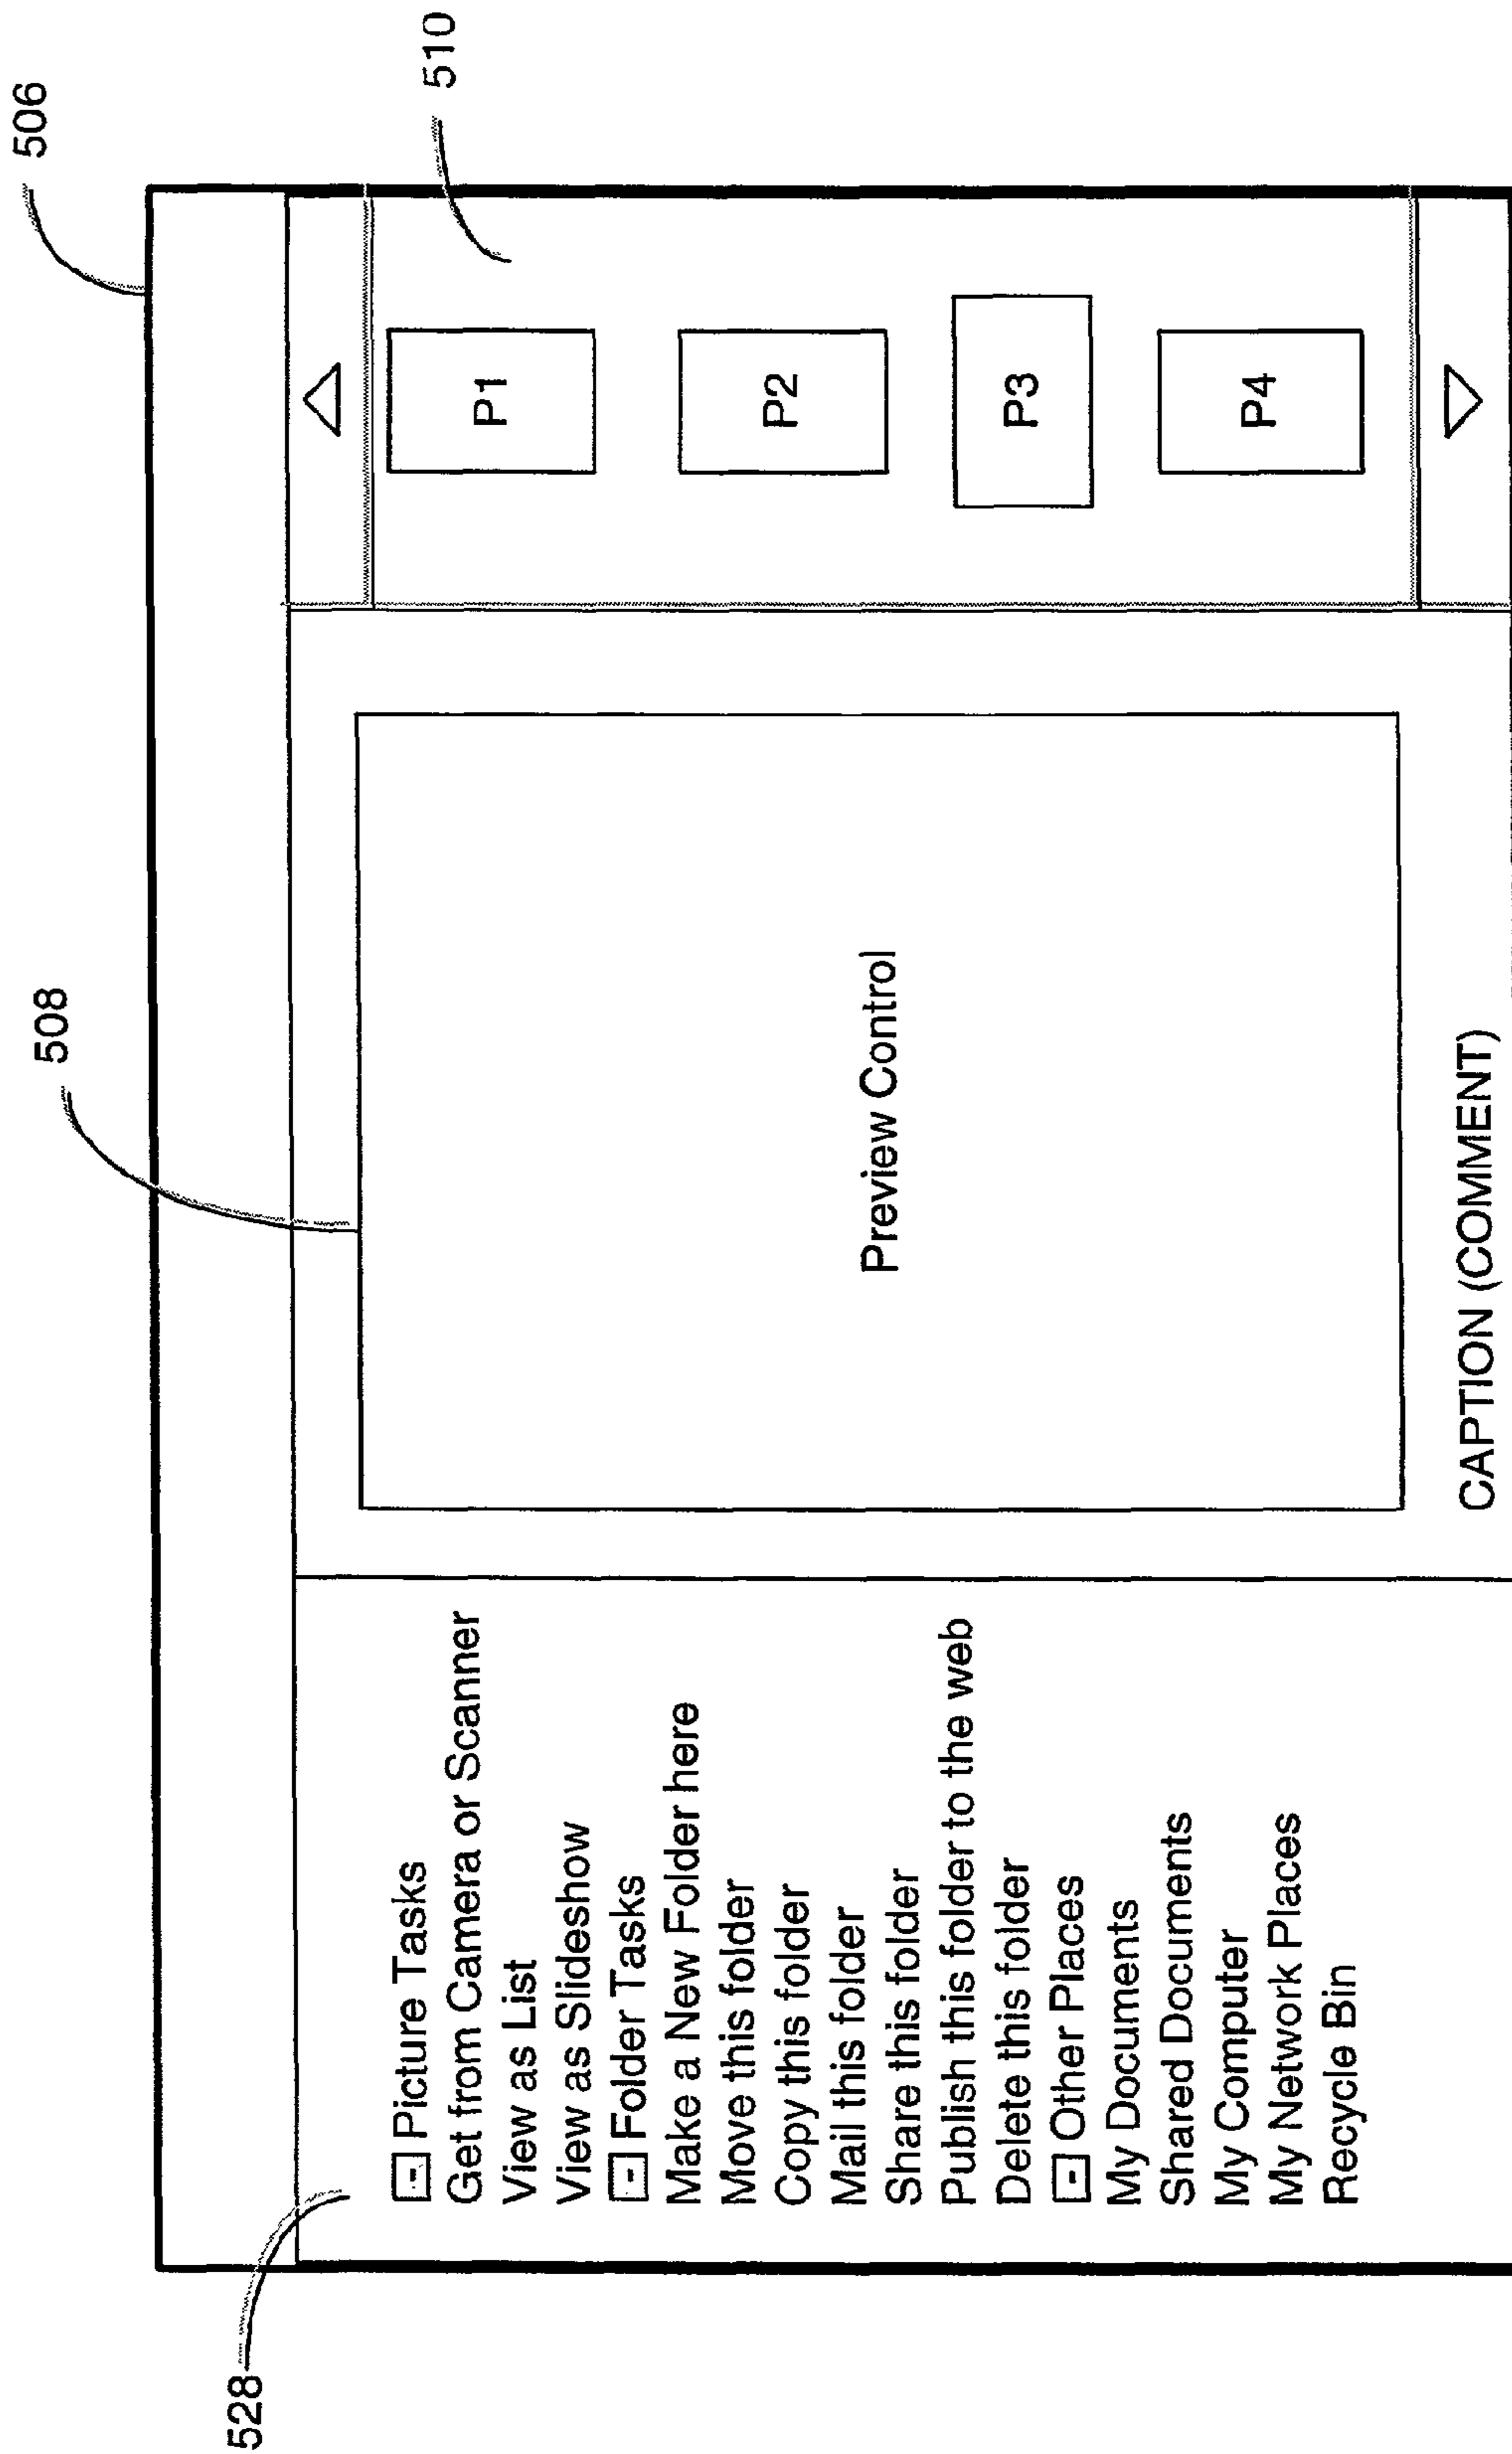 506
508
510
528
⊟ Picture Tasks
Get from Camera or Scanner
View as List
View as Slideshow
⊟ Folder Tasks
Make a New Folder here
Move this folder
Copy this folder
Mail this folder
Share this folder
Publish this folder to the web
Delete this folder
⊟ Other Places
My Documents
Shared Documents
My Computer
My Network Places
Recycle Bin
Preview Control
CAPTION (COMMENT)
P1
P2
P3
P4